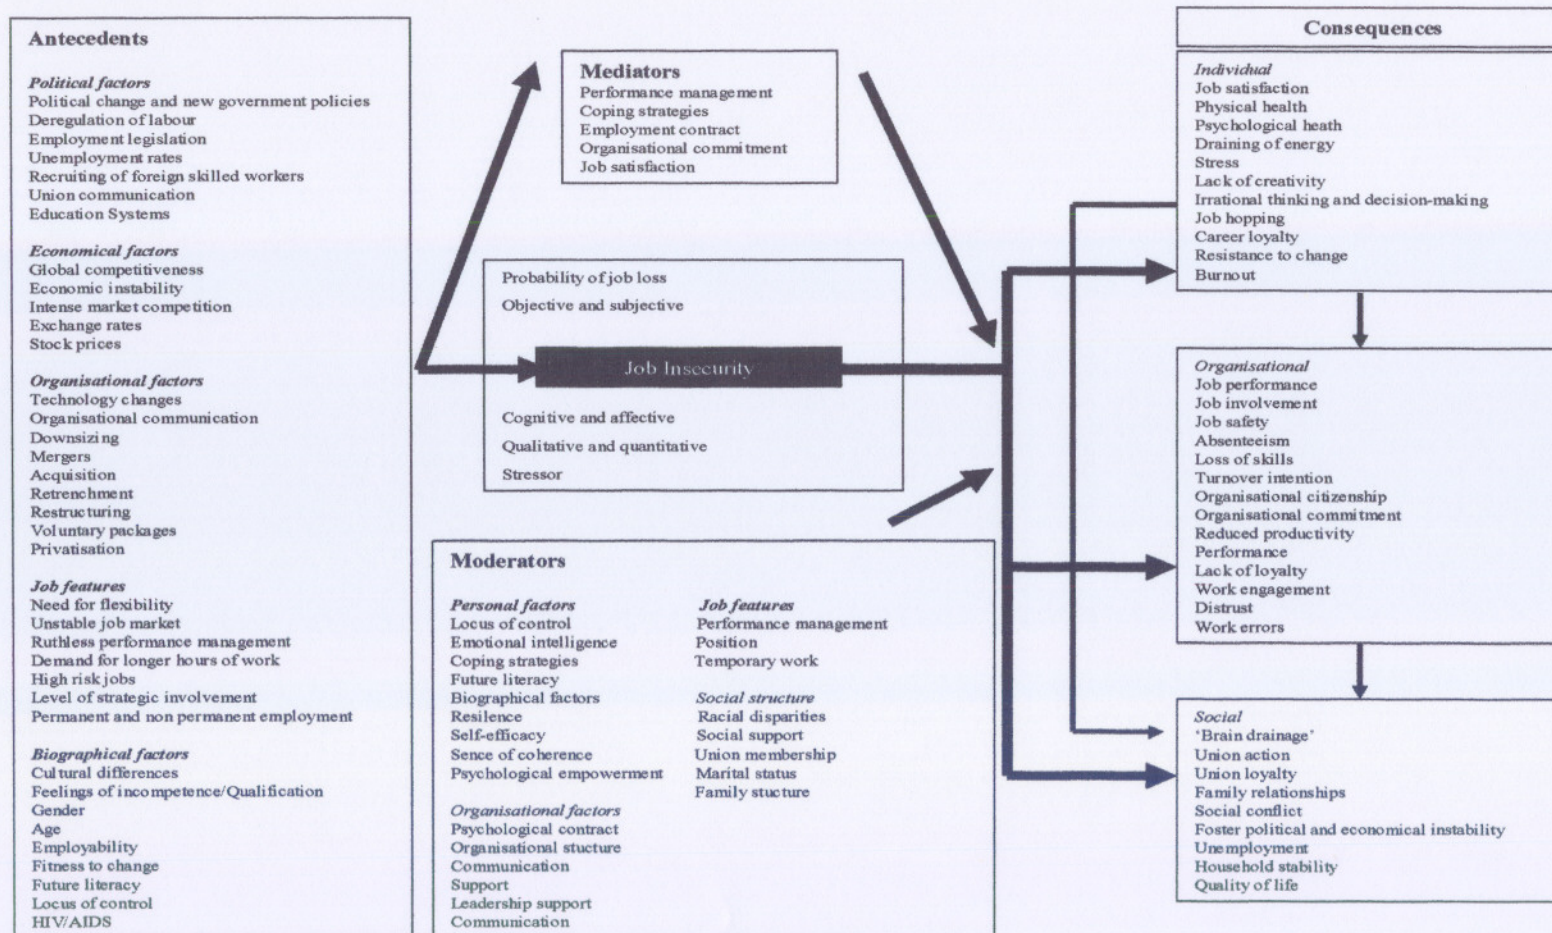 Antecedents
Political factors
Political change and new government policies
Deregulation of labour
Employment legislation
Unemployment rates
Recruiting of foreign skilled workers
Union communication
Education Systems
Economical factors
Global competitiveness
Economic instability
Intense market competition
Exchange rates
Stock prices
Organisational factors
Technology changes
Organisational communication
Downsizing
Mergers
Acquisition
Retrenchment
Restructuring
Voluntary packages
Privatisation
Job features
Need for flexibility
Unstable job market
Ruthless performance management
Demand for longer hours of work
High risk jobs
Level of strategic involvement
Permanent and non permanent employment
Biographical factors
Cultural differences
Feelings of incompetence/Qualification
Gender
Age
Employability
Fitness to change
Future literacy
Locus of control
HIV/AIDS
Mediators
Performance management
Coping strategies
Employment contract
Organisational commitment
Job satisfaction
Probability of job loss
Objective and subjective
Job Insecurity
Cognitive and affective
Qualitative and quantitative
Stressor
Moderators
Personal factors
Locus of control
Emotional intelligence
Coping strategies
Future literacy
Biographical factors
Resilence
Self-efficacy
Sence of coherence
Psychological empowerment
Organisational factors
Psychological contract
Organisational stucture
Communication
Support
Leadership support
Communication
Job features
Performance management
Position
Temporary work
Social structure
Racial disparities
Social support
Union membership
Marital status
Family stucture
Consequences
Individual
Job satisfaction
Physical health
Psychological heath
Draining of energy
Stress
Lack of creativity
Irrational thinking and decision-making
Job hopping
Career loyalty
Resistance to change
Burnout
Organisational
Job performance
Job involvement
Job safety
Absenteeism
Loss of skills
Turnover intention
Organisational citizenship
Organisational commitment
Reduced productivity
Performance
Lack of loyalty
Work engagement
Distrust
Work errors
Social
'Brain drainage'
Union action
Union loyalty
Family relationships
Social conflict
Foster political and economical instability
Unemployment
Household stability
Quality of life